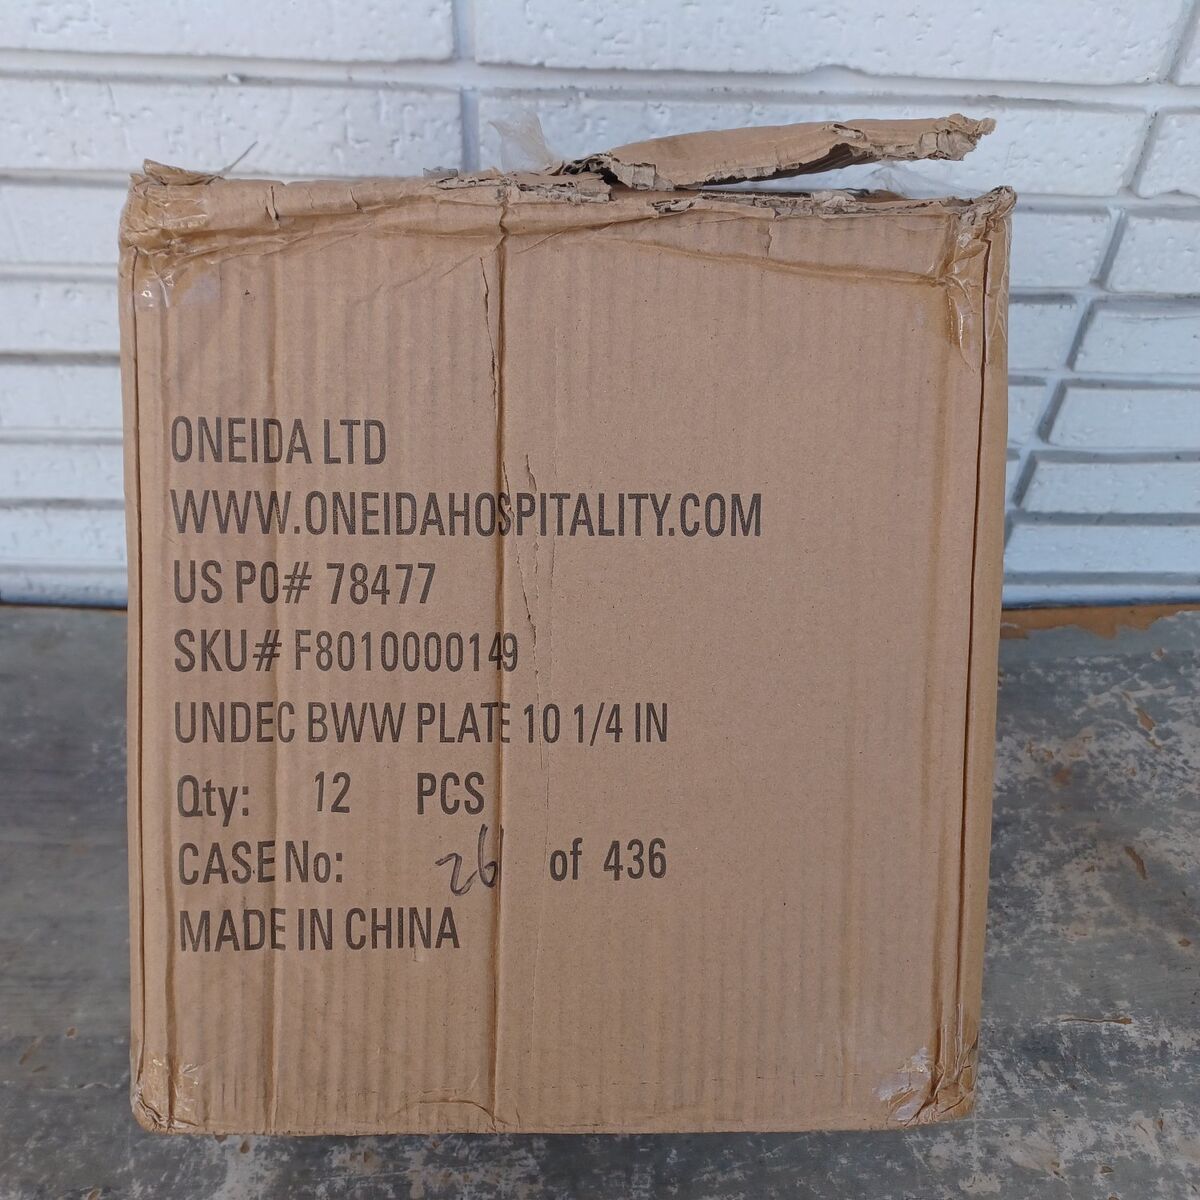 ONEIDA LTD
WWW.ONEIDAHOSPITALITY.COM
US PO# 78477
SKU# F8010000149
UNDEC BWW PLATE 10 1/4 IN
Qty: 12 PCS
CASE No: 26 of 436
MADE IN CHINA